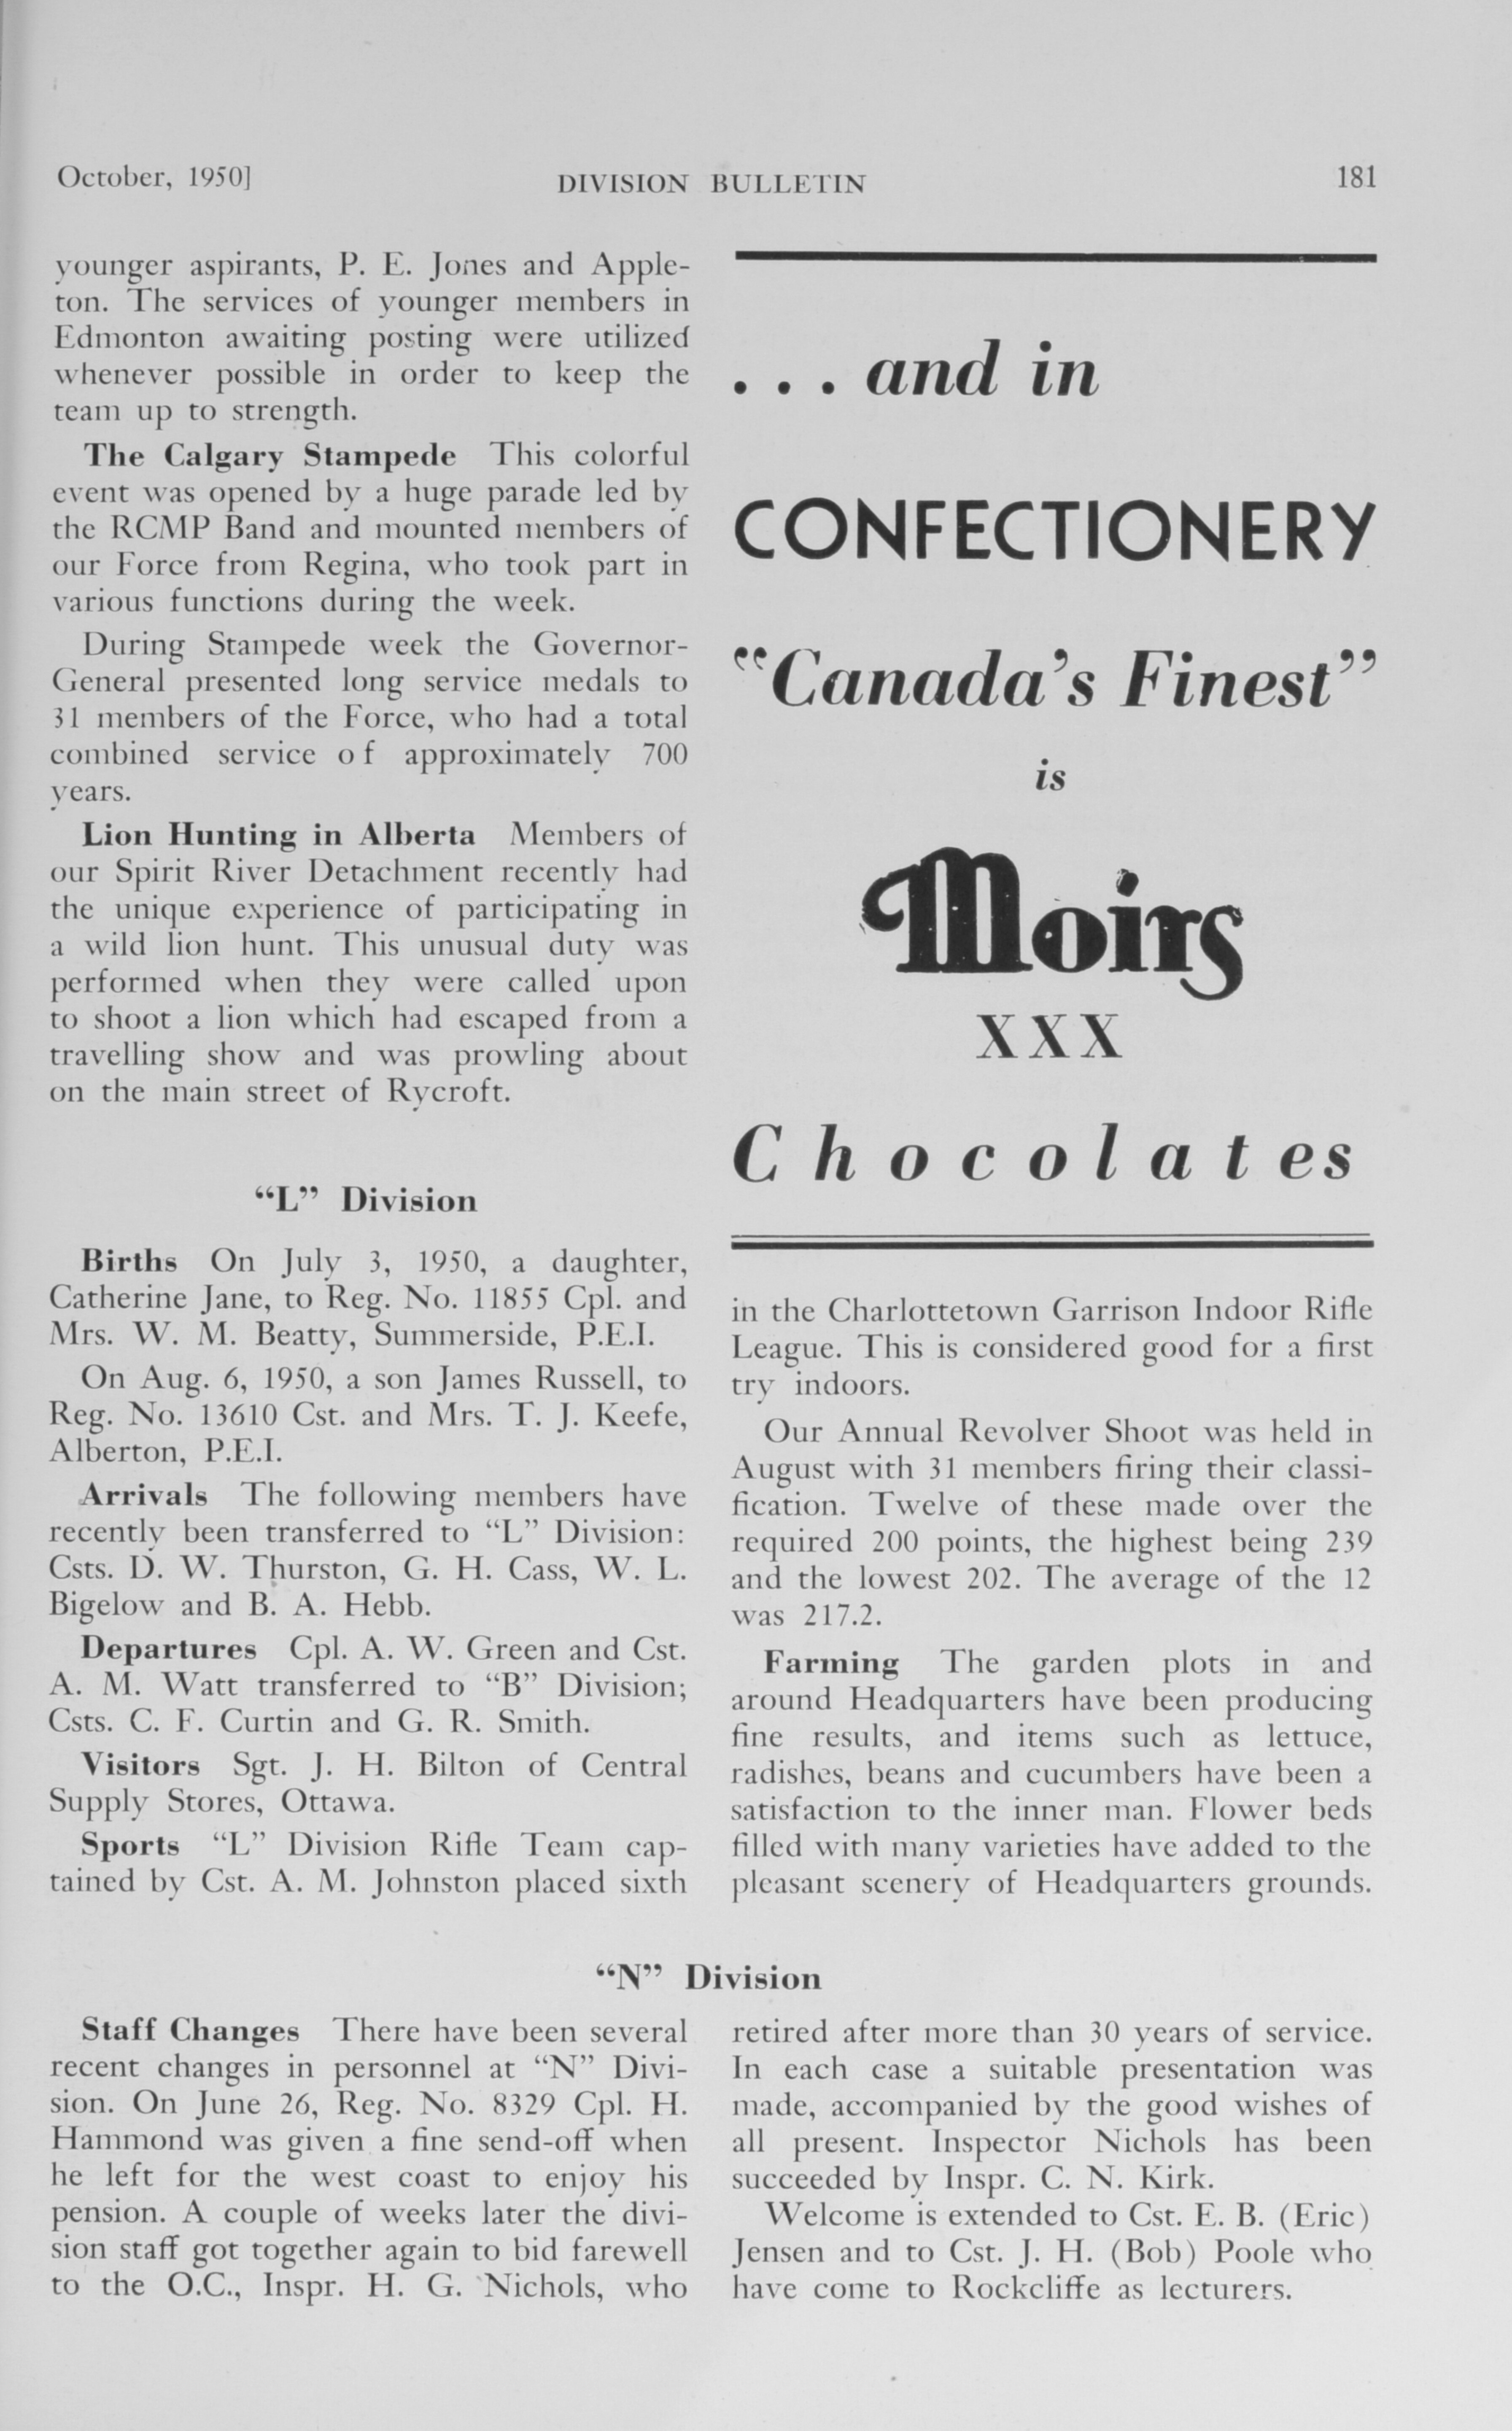 October, 1950]
DIVISION BULLETIN
181
younger aspirants, P. E. Jones and Apple-
ton. The services of younger members in
Edmonton awaiting posting were utilized
whenever possible in order to keep the
team up to strength.
The Calgary Stampede This colorful
event was opened by a huge parade led by
the RCMP Band and mounted members of
our Force from Regina, who took part in
various functions during the week.
During Stampede week the Governor-
General presented long service medals to
31 members of the Force, who had a total
combined service of approximately 700
years.
Lion Hunting in Alberta Members of
our Spirit River Detachment recently had
the unique experience of participating in
a wild lion hunt. This unusual duty was
performed when they were called upon
to shoot a lion which had escaped from a
travelling show and was prowling about
on the main street of Rycroft.
"L" Division
Births On July 3, 1950, a daughter,
Catherine Jane, to Reg. No. 11855 Cpl. and
Mrs. W. M. Beatty, Summerside, P.E.I.
On Aug. 6, 1950, a son James Russell, to
Reg. No. 13610 Cst. and Mrs. T. J. Keefe,
Alberton, P.E.I.
Arrivals The following members have
recently been transferred to "L" Division:
Csts. D. W. Thurston, G. H. Cass, W. L.
Bigelow and B. A. Hebb.
Departures Cpl. A. W. Green and Cst.
A. M. Watt transferred to "B" Division;
Csts. C. F. Curtin and G. R. Smith.
Visitors Sgt. J. H. Bilton of Central
Supply Stores, Ottawa.
Sports "L" Division Rifle Team cap-
tained by Cst. A. M. Johnston placed sixth
. . . and in
CONFECTIONERY
"Canada's Finest"
is
Moirs
XXX
Chocolates
in the Charlottetown Garrison Indoor Rifle
League. This is considered good for a first
try indoors.
Our Annual Revolver Shoot was held in
August with 31 members firing their classi-
fication. Twelve of these made over the
required 200 points, the highest being 239
and the lowest 202. The average of the 12
was 217.2.
Farming The garden plots in and
around Headquarters have been producing
fine results, and items such as lettuce,
radishes, beans and cucumbers have been a
satisfaction to the inner man. Flower beds
filled with many varieties have added to the
pleasant scenery of Headquarters grounds.
"N" Division
Staff Changes There have been several
recent changes in personnel at "N" Divi-
sion. On June 26, Reg. No. 8329 Cpl. H.
Hammond was given a fine send-off when
he left for the west coast to enjoy his
pension. A couple of weeks later the divi-
sion staff got together again to bid farewell
to the O.C., Inspr. H. G. Nichols, who
retired after more than 30 years of service.
In each case a suitable presentation was
made, accompanied by the good wishes of
all present. Inspector Nichols has been
succeeded by Inspr. C. N. Kirk.
Welcome is extended to Cst. E. B. (Eric)
Jensen and to Cst. J. H. (Bob) Poole who
have come to Rockcliffe as lecturers.